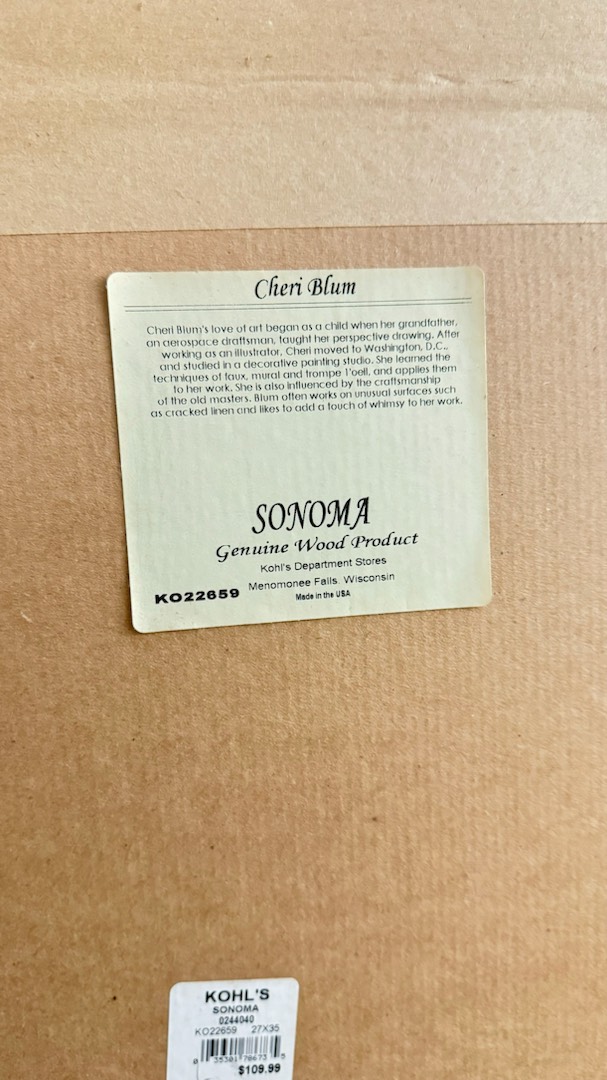 Cheri Blum
Cheri Blum's love of art began as a child when her grandfather,
an aerospace draftsman, taught her perspective drawing. After
working as an illustrator, Cheri moved to Washington, D.C.,
and studied in a decorative painting studio. She learned the
techniques of faux, mural and trompe l'oeil, and applies them
to her work. She is also influenced by the craftsmanship
of the old masters. Blum often works on unusual surfaces such
as cracked linen and likes to add a touch of whimsy to her work.
SONOMA
Genuine Wood Product
Kohl's Department Stores
Menomonee Falls, Wisconsin
KO22659
Made in the USA
KOHL'S
SONOMA
0244040
KO22659 27X35
0 35301 78673 5
$109.99